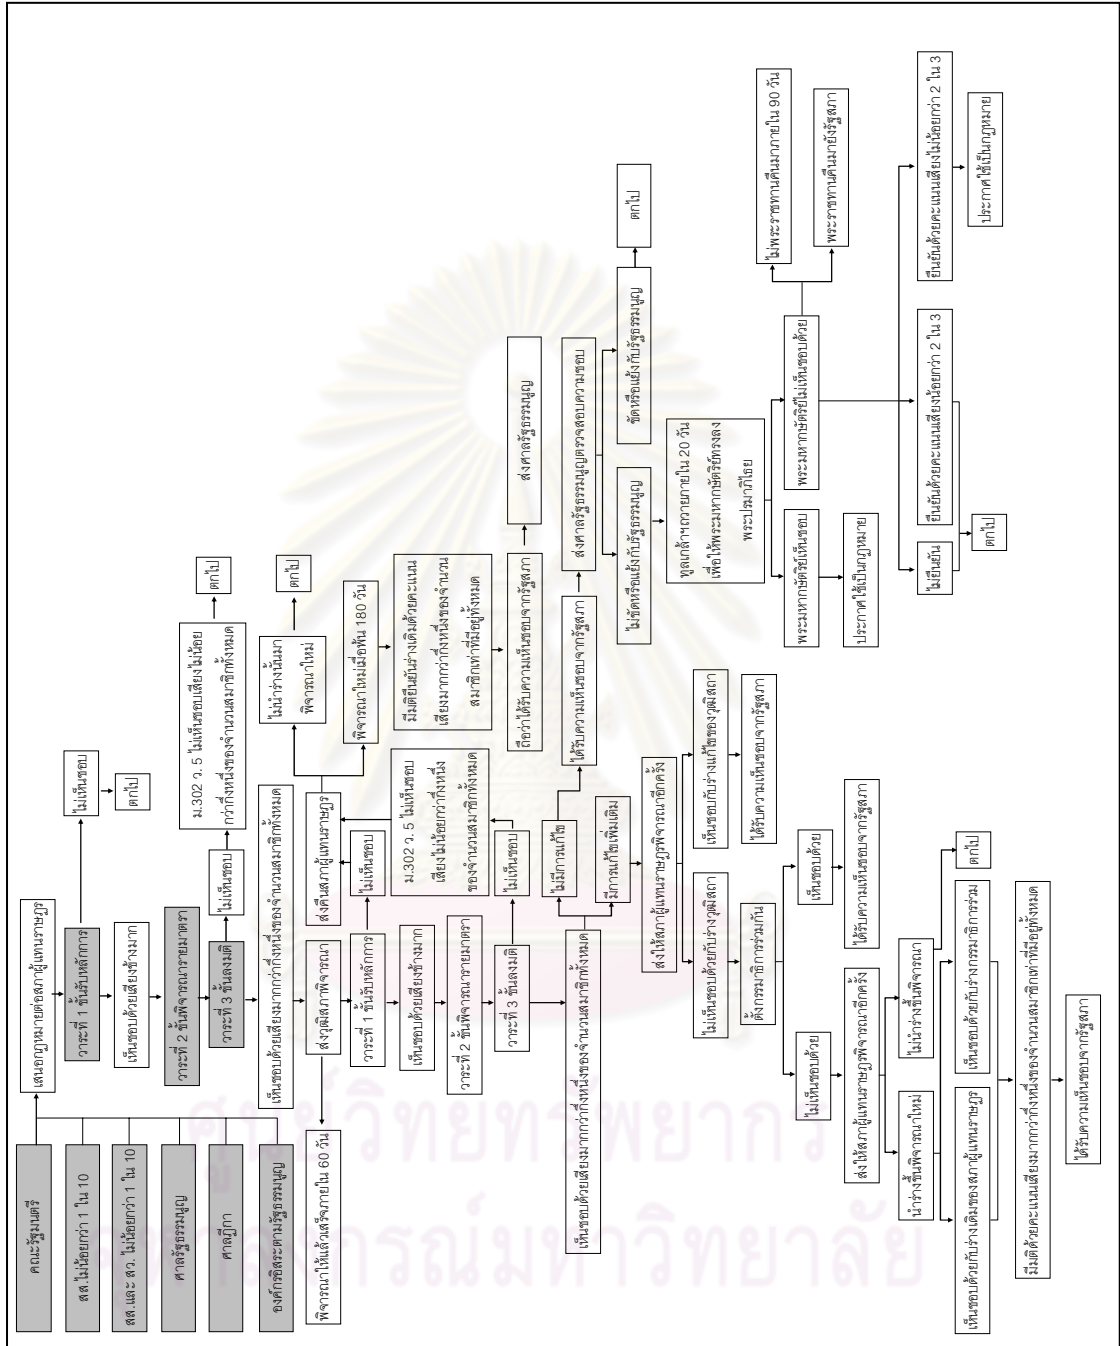 คณะรัฐมนตรี
สส.ไม่น้อยกว่า 1 ใน 10
สส.และ สว. ไม่น้อยกว่า 1 ใน 10
ศาลรัฐธรรมนูญ
ศาลฎีกา
องค์กรอิสระตามรัฐธรรมนูญ
เสนอกฎหมายต่อสภาผู้แทนราษฎร
วาระที่ 1 ขั้นรับหลักการ
ไม่เห็นชอบ
ตกไป
เห็นชอบด้วยเสียงข้างมาก
วาระที่ 2 ขั้นพิจารณารายมาตรา
วาระที่ 3 ขั้นลงมติ
ไม่เห็นชอบ
ม.302 ว. 5 ไม่เห็นชอบเสียงไม่น้อย
กว่ากึ่งหนึ่งของจำนวนสมาชิกทั้งหมด
ตกไป
เห็นชอบด้วยเสียงมากกว่ากึ่งหนึ่งของจำนวนสมาชิกทั้งหมด
พิจารณาให้แล้วเสร็จภายใน 60 วัน
ส่งวุฒิสภาพิจารณา
ส่งคืนสภาผู้แทนราษฎร
ไม่นำร่างนั้นมา
พิจารณาใหม่
ตกไป
พิจารณาใหม่เมื่อพ้น 180 วัน
มีมติยืนยันร่างเดิมด้วยคะแนน
เสียงมากกว่ากึ่งหนึ่งของจำนวน
สมาชิกเท่าที่มีอยู่ทั้งหมด
ถือว่าได้รับความเห็นชอบจากรัฐสภา
ส่งศาลรัฐธรรมนูญ
วาระที่ 1 ขั้นรับหลักการ
ไม่เห็นชอบ
เห็นชอบด้วยเสียงข้างมาก
วาระที่ 2 ขั้นพิจารณารายมาตรา
วาระที่ 3 ขั้นลงมติ
ไม่เห็นชอบ
ม.302 ว. 5 ไม่เห็นชอบ
เสียงไม่น้อยกว่ากึ่งหนึ่ง
ของจำนวนสมาชิกทั้งหมด
เห็นชอบด้วยเสียงมากกว่ากึ่งหนึ่งของจำนวนสมาชิกทั้งหมด
ไม่มีการแก้ไข
ได้รับความเห็นชอบจากรัฐสภา
ส่งศาลรัฐธรรมนูญตรวจสอบความชอบ
มีการแก้ไขเพิ่มเติม
ส่งให้สภาผู้แทนราษฎรพิจารณาอีกครั้ง
ไม่เห็นชอบด้วยกับร่างวุฒิสถา
เห็นชอบกับร่างแก้ไขของวุฒิสถา
ได้รับความเห็นชอบจากรัฐสภา
ตั้งกรรมาธิการร่วมกัน
ไม่เห็นชอบด้วย
เห็นชอบด้วย
ได้รับความเห็นชอบจากรัฐสภา
ส่งให้สภาผู้แทนราษฎรพิจารณาอีกครั้ง
นำร่างขึ้นพิจารณาใหม่
ไม่นำร่างขึ้นพิจารณา
ตกไป
เห็นชอบด้วยกับร่างเดิมของสภาผู้แทนราษฎร
เห็นชอบด้วยกับร่างกรรมาธิการร่วม
มีมติด้วยคะแนนเสียงมากกว่ากึ่งหนึ่งของจำนวนสมาชิกเท่าที่มีอยู่ทั้งหมด
ได้รับความเห็นชอบจากรัฐสภา
ไม่ขัดหรือแย้งกับรัฐธรรมนูญ
ขัดหรือแย้งกับรัฐธรรมนูญ
ตกไป
ทูลเกล้าฯถวายภายใน 20 วัน
เพื่อให้พระมหากษัตริย์ทรงลง
พระปรมาภิไธย
พระมหากษัตริย์เห็นชอบ
ประกาศใช้เป็นกฎหมาย
พระมหากษัตริย์ไม่เห็นชอบด้วย
ไม่พระราชทานคืนมาภายใน 90 วัน
พระราชทานคืนมายังรัฐสภา
ไม่ยืนยัน
ยืนยันด้วยคะแนนเสียงน้อยกว่า 2 ใน 3
ตกไป
ยืนยันด้วยคะแนนเสียงไม่น้อยกว่า 2 ใน 3
ประกาศใช้เป็นกฎหมาย
ศูนย์วิทยทรัพยากร
จุฬาลงกรณ์มหาวิทยาลัย